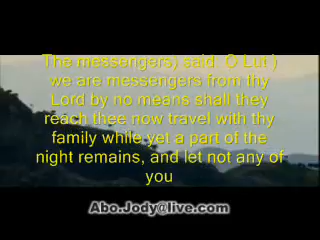 The messengers) said O Lut )
we are messengers from thy
Lord by no means shall they
reach thee now travel with thy
family while yet a part of the
night remains, and let not any of
you
Abo.Jody@live.com